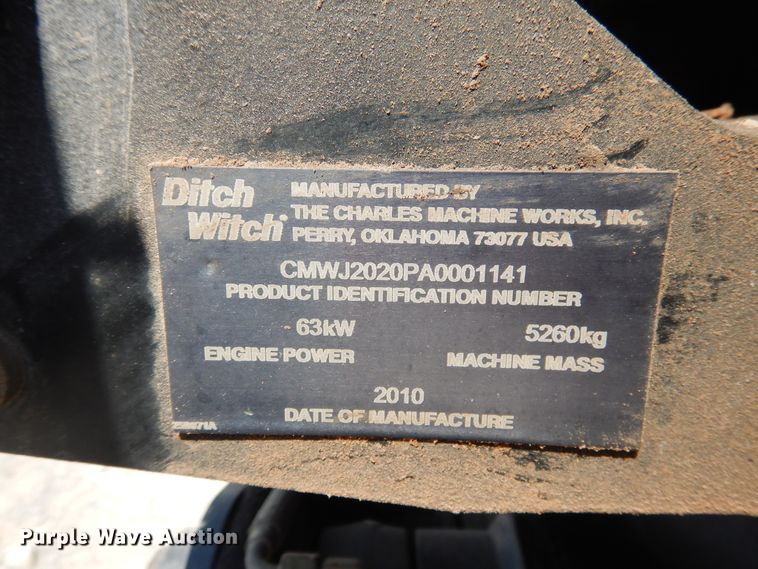 Ditch Witch®
MANUFACTURED BY
THE CHARLES MACHINE WORKS, INC.
PERRY, OKLAHOMA 73077 USA
CMWJ2020PA0001141
PRODUCT IDENTIFICATION NUMBER
63kW 5260kg
ENGINE POWER MACHINE MASS
2010
DATE OF MANUFACTURE
Purple Wave Auction®